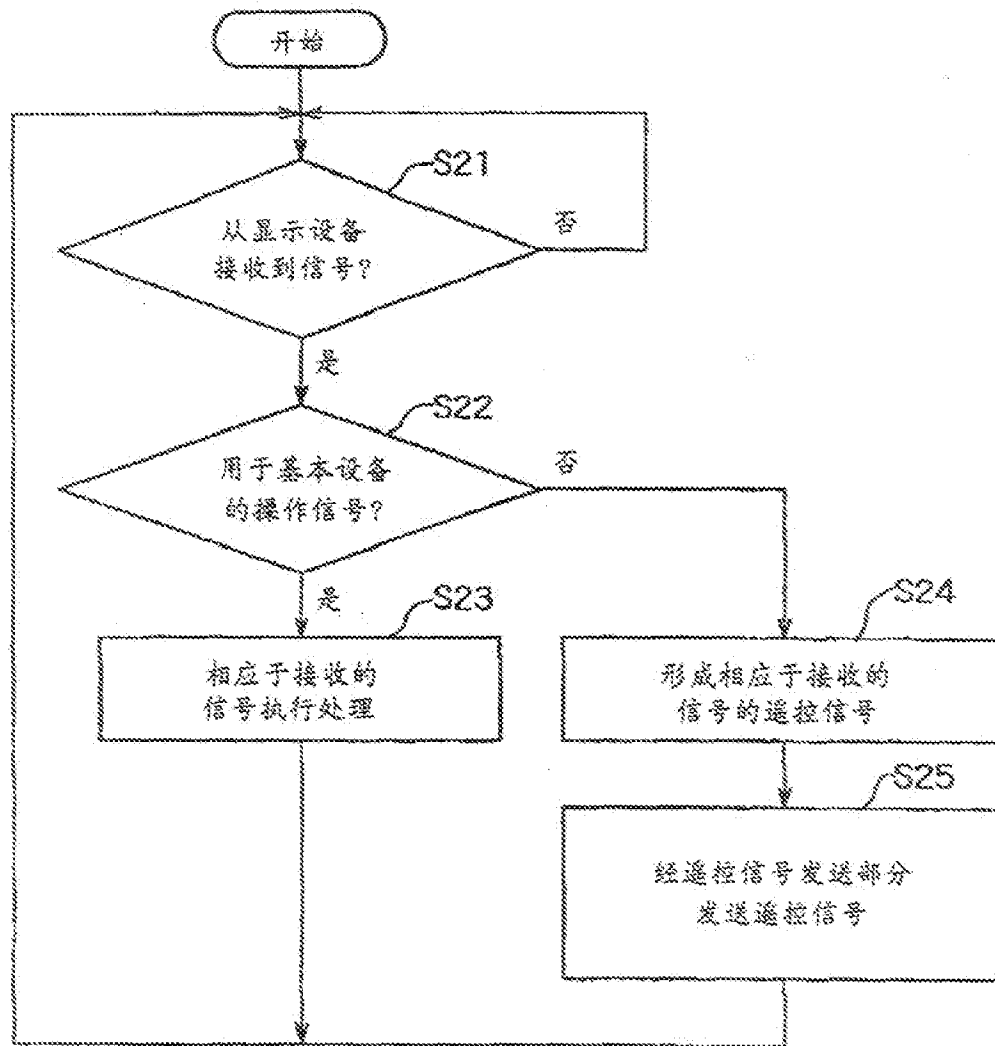 开始
S21
从显示设备
接收到信号?
否
是
S22
用于基本设备
的操作信号?
否
是
S23
相应于接收的
信号执行处理
S24
形成相应于接收的
信号的遥控信号
S25
经遥控信号发送部分
发送遥控信号